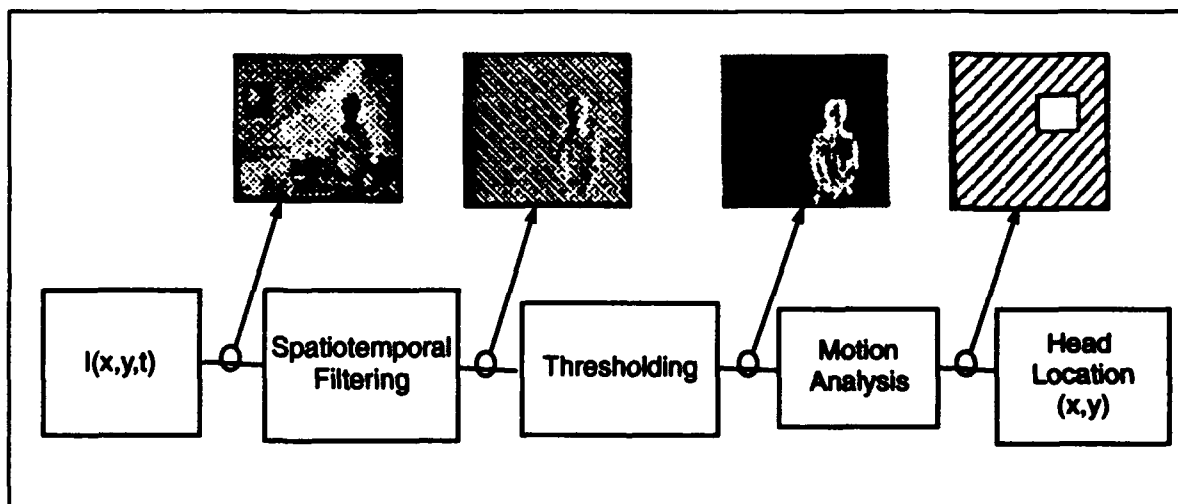 I(x,y,t)
Spatiotemporal
Filtering
Thresholding
Motion
Analysis
Head
Location
(x,y)